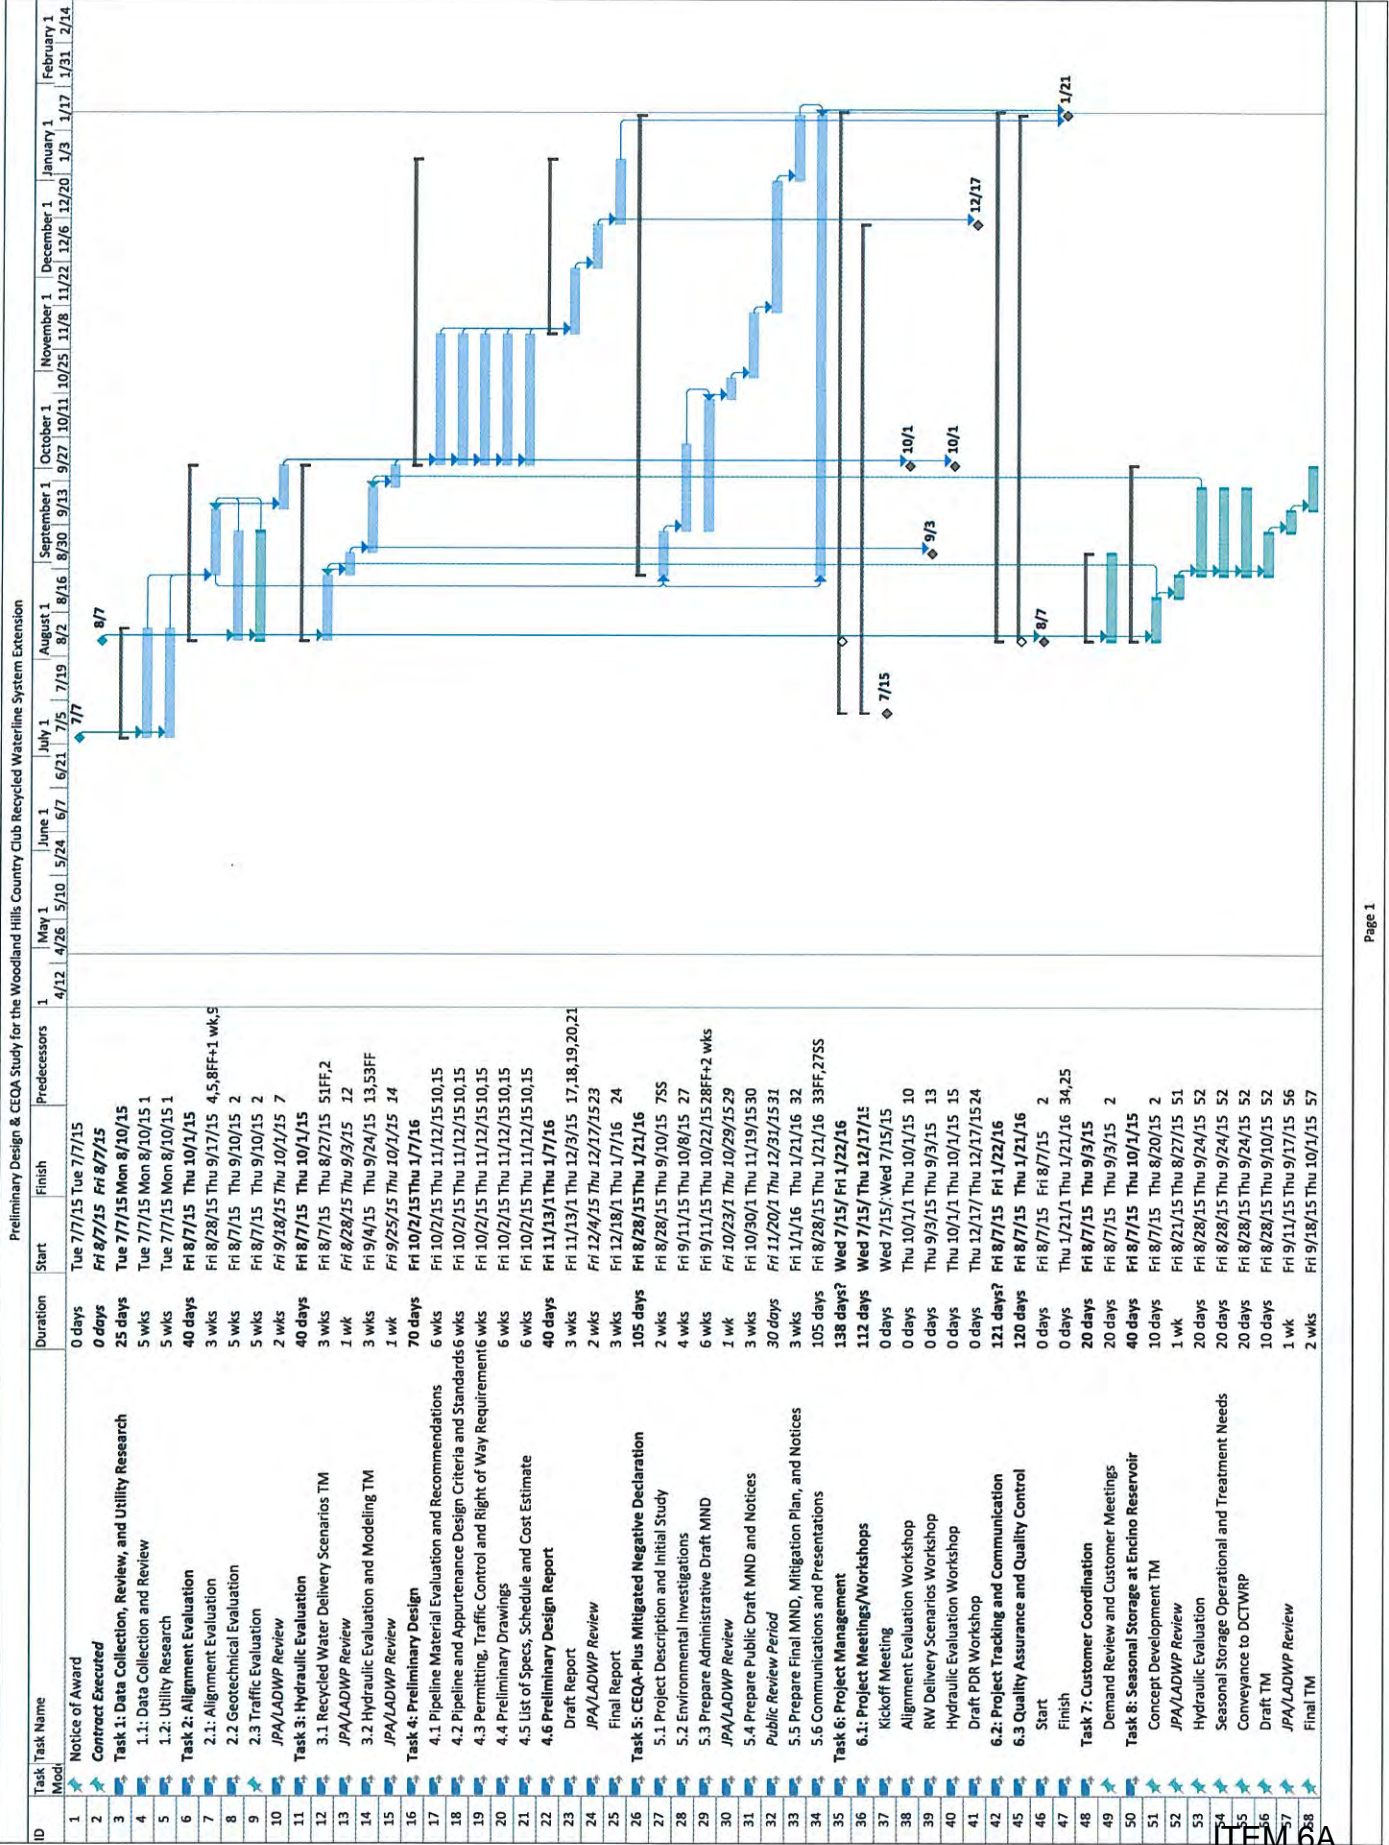 Preliminary Design & CEQA Study for the Woodland Hills Country Club Recycled Waterline System Extension
ID Task Mode Task Name Duration Start Finish Predecessors
1 May 1 June 1 July 1 August 1 September 1 October 1 November 1 December 1 January 1 February 1
4/12 4/26 5/10 5/24 6/7 6/21 7/5 7/19 8/2 8/16 8/30 9/13 9/27 10/11 10/25 11/8 11/22 12/6 12/20 1/3 1/17 1/31 2/14
1 Notice of Award 0 days Tue 7/7/15 Tue 7/7/15 7/7
2 Contract Executed 0 days Fri 8/7/15 Fri 8/7/15 8/7
3 Task 1: Data Collection, Review, and Utility Research 25 days Tue 7/7/15 Mon 8/10/15
4 1.1: Data Collection and Review 5 wks Tue 7/7/15 Mon 8/10/15 1
5 1.2: Utility Research 5 wks Tue 7/7/15 Mon 8/10/15 1
6 Task 2: Alignment Evaluation 40 days Fri 8/7/15 Thu 10/1/15
7 2.1: Alignment Evaluation 3 wks Fri 8/28/15 Thu 9/17/15 4,5,8FF+1 wk,9
8 2.2 Geotechnical Evaluation 5 wks Fri 8/7/15 Thu 9/10/15 2
9 2.3 Traffic Evaluation 5 wks Fri 8/7/15 Thu 9/10/15 2
10 JPA/LADWP Review 2 wks Fri 9/18/15 Thu 10/1/15 7
11 Task 3: Hydraulic Evaluation 40 days Fri 8/7/15 Thu 10/1/15
12 3.1 Recycled Water Delivery Scenarios TM 3 wks Fri 8/7/15 Thu 8/27/15 51FF,2
13 JPA/LADWP Review 1 wk Fri 8/28/15 Thu 9/3/15 12
14 3.2 Hydraulic Evaluation and Modeling TM 3 wks Fri 9/4/15 Thu 9/24/15 13,53FF
15 JPA/LADWP Review 1 wk Fri 9/25/15 Thu 10/1/15 14
16 Task 4: Preliminary Design 70 days Fri 10/2/15 Thu 1/7/16
17 4.1 Pipeline Material Evaluation and Recommendations 6 wks Fri 10/2/15 Thu 11/12/15 10,15
18 4.2 Pipeline and Appurtenance Design Criteria and Standards 6 wks Fri 10/2/15 Thu 11/12/15 10,15
19 4.3 Permitting, Traffic Control and Right of Way Requirement 6 wks Fri 10/2/15 Thu 11/12/15 10,15
20 4.4 Preliminary Drawings 6 wks Fri 10/2/15 Thu 11/12/15 10,15
21 4.5 List of Specs, Schedule and Cost Estimate 6 wks Fri 10/2/15 Thu 11/12/15 10,15
22 4.6 Preliminary Design Report 40 days Fri 11/13/1 Thu 1/7/16
23 Draft Report 3 wks Fri 11/13/1 Thu 12/3/15 17,18,19,20,21
24 JPA/LADWP Review 2 wks Fri 12/4/15 Thu 12/17/15 23
25 Final Report 3 wks Fri 12/18/1 Thu 1/7/16 24
26 Task 5: CEQA-Plus Mitigated Negative Declaration 105 days Fri 8/28/15 Thu 1/21/16
27 5.1 Project Description and Initial Study 2 wks Fri 8/28/15 Thu 9/10/15 7SS
28 5.2 Environmental Investigations 4 wks Fri 9/11/15 Thu 10/8/15 27
29 5.3 Prepare Administrative Draft MND 6 wks Fri 9/11/15 Thu 10/22/15 28FF+2 wks
30 JPA/LADWP Review 1 wk Fri 10/23/1 Thu 10/29/15 29
31 5.4 Prepare Public Draft MND and Notices 3 wks Fri 10/30/1 Thu 11/19/15 30
32 Public Review Period 30 days Fri 11/20/1 Thu 12/31/15 31
33 5.5 Prepare Final MND, Mitigation Plan, and Notices 3 wks Fri 1/1/16 Thu 1/21/16 32
34 5.6 Communications and Presentations 105 days Fri 8/28/15 Thu 1/21/16 33FF,27SS
35 Task 6: Project Management 138 days? Wed 7/15/ Fri 1/22/16
36 6.1: Project Meetings/Workshops 112 days Wed 7/15/ Thu 12/17/15
37 Kickoff Meeting 0 days Wed 7/15/ Wed 7/15/15 7/15
38 Alignment Evaluation Workshop 0 days Thu 10/1/1 Thu 10/1/15 10 10/1
39 RW Delivery Scenarios Workshop 0 days Thu 9/3/15 Thu 9/3/15 13 9/3
40 Hydraulic Evaluation Workshop 0 days Thu 10/1/1 Thu 10/1/15 15 10/1
41 Draft PDR Workshop 0 days Thu 12/17/ Thu 12/17/15 24 12/17
42 6.2: Project Tracking and Communication 121 days? Fri 8/7/15 Fri 1/22/16
45 6.3 Quality Assurance and Quality Control 120 days Fri 8/7/15 Thu 1/21/16
46 Start 0 days Fri 8/7/15 Fri 8/7/15 2 8/7
47 Finish 0 days Thu 1/21/1 Thu 1/21/16 34,25 1/21
48 Task 7: Customer Coordination 20 days Fri 8/7/15 Thu 9/3/15
49 Demand Review and Customer Meetings 20 days Fri 8/7/15 Thu 9/3/15 2
50 Task 8: Seasonal Storage at Encino Reservoir 40 days Fri 8/7/15 Thu 10/1/15
51 Concept Development TM 10 days Fri 8/7/15 Thu 8/20/15 2
52 JPA/LADWP Review 1 wk Fri 8/21/15 Thu 8/27/15 51
53 Hydraulic Evaluation 20 days Fri 8/28/15 Thu 9/24/15 52
54 Seasonal Storage Operational and Treatment Needs 20 days Fri 8/28/15 Thu 9/24/15 52
55 Conveyance to DCTWRP 20 days Fri 8/28/15 Thu 9/24/15 52
56 Draft TM 10 days Fri 8/28/15 Thu 9/10/15 52
57 JPA/LADWP Review 1 wk Fri 9/11/15 Thu 9/17/15 56
58 Final TM 2 wks Fri 9/18/15 Thu 10/1/15 57
Page 1
ITEM 6A